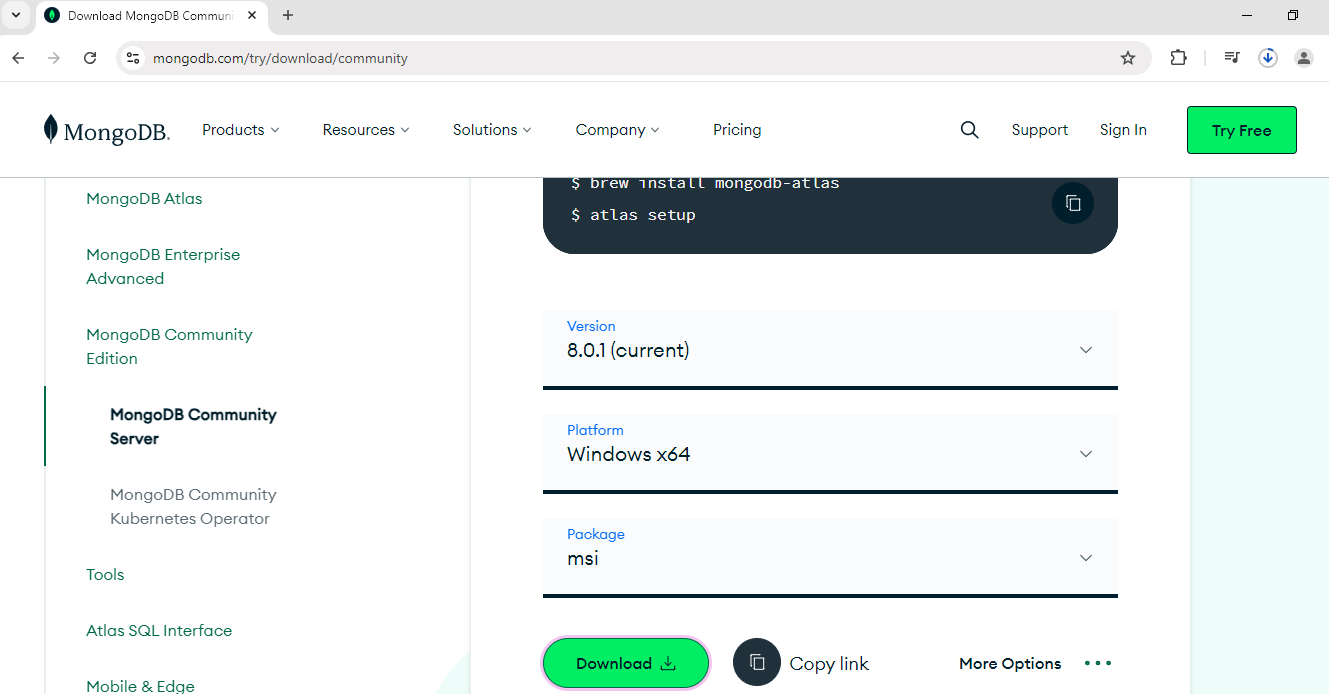 Download MongoDB Communi
mongodb.com/try/download/community
MongoDB.
Products
Resources
Solutions
Company
Pricing
Support
Sign In
Try Free
MongoDB Atlas
MongoDB Enterprise
Advanced
MongoDB Community
Edition
MongoDB Community
Server
MongoDB Community
Kubernetes Operator
Tools
Atlas SQL Interface
Mobile & Edge
$ brew install mongodb-atlas
$ atlas setup
Version
8.0.1 (current)
Platform
Windows x64
Package
msi
Download
Copy link
More Options